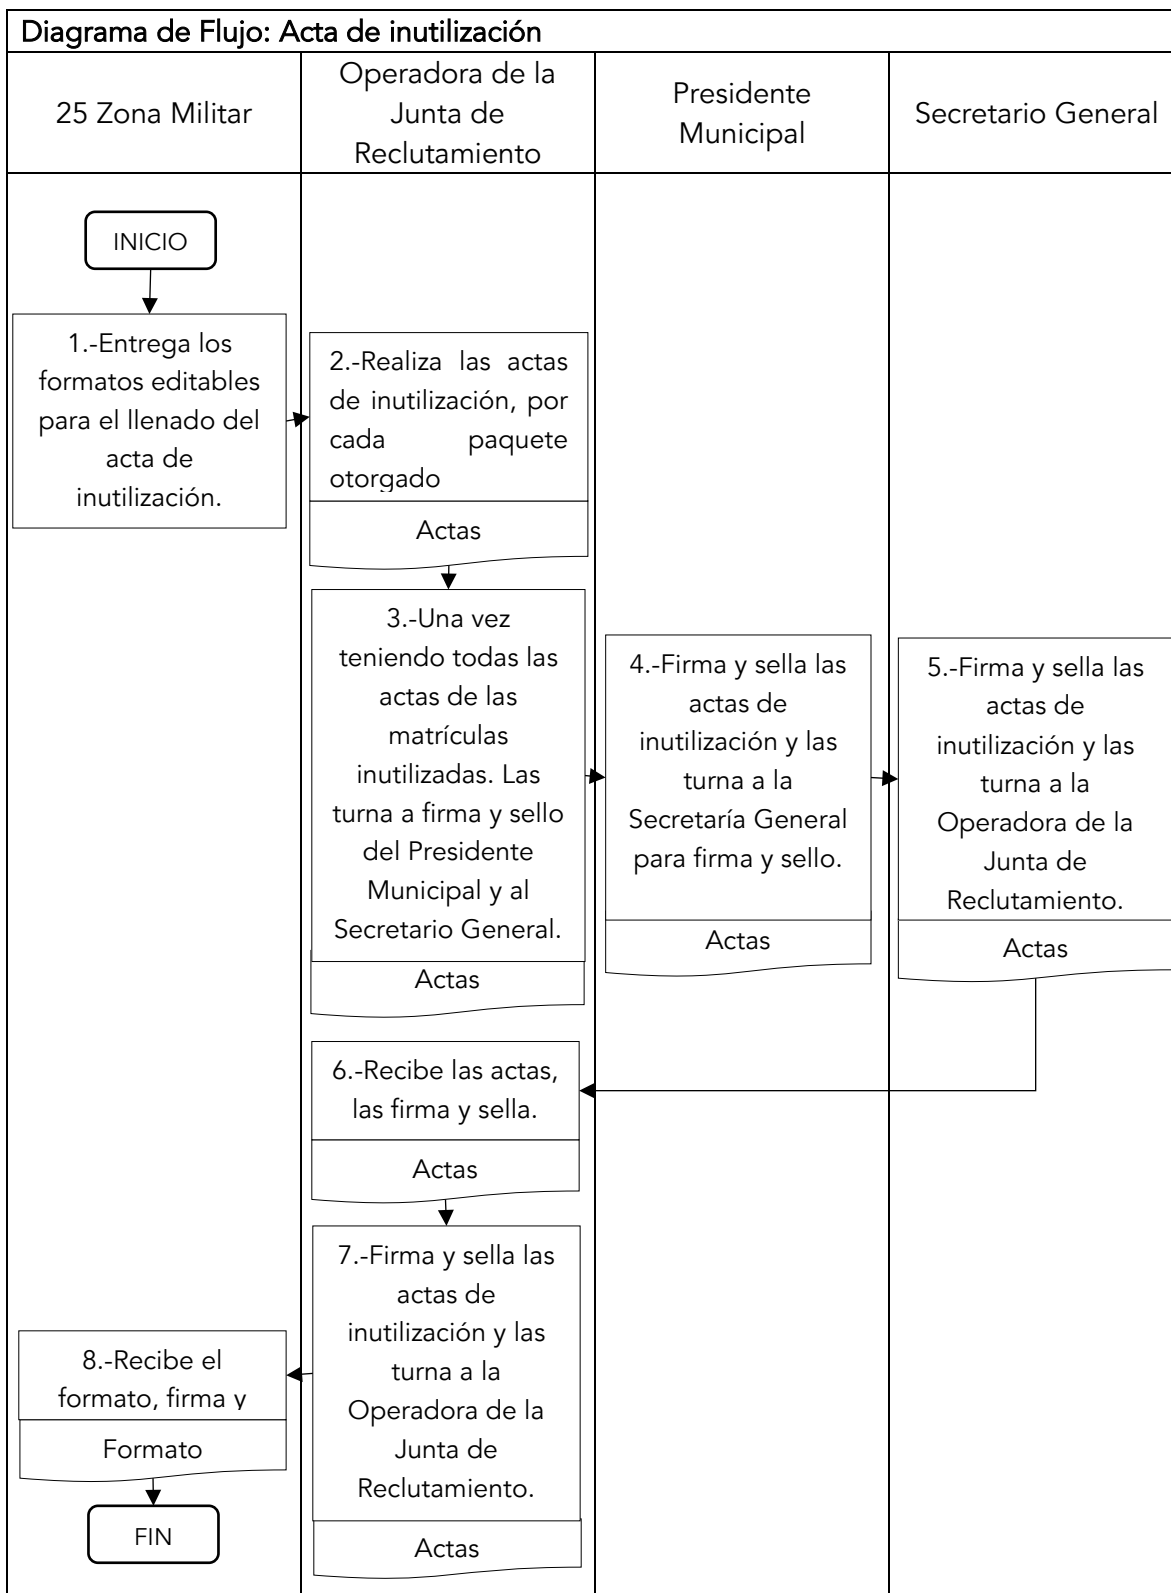 Diagrama de Flujo: Acta de inutilización
25 Zona Militar
Operadora de la
Junta de
Reclutamiento
Presidente
Municipal
Secretario General
INICIO
1.-Entrega los
formatos editables
para el llenado del
acta de
inutilización.
2.-Realiza las actas
de inutilización, por
cada paquete
otorgado
Actas
3.-Una vez
teniendo todas las
actas de las
matrículas
inutilizadas. Las
turna a firma y sello
del Presidente
Municipal y al
Secretario General.
Actas
4.-Firma y sella las
actas de
inutilización y las
turna a la
Secretaría General
para firma y sello.
Actas
5.-Firma y sella las
actas de
inutilización y las
turna a la
Operadora de la
Junta de
Reclutamiento.
Actas
6.-Recibe las actas,
las firma y sella.
Actas
7.-Firma y sella las
actas de
inutilización y las
turna a la
Operadora de la
Junta de
Reclutamiento.
Actas
8.-Recibe el
formato, firma y
Formato
FIN